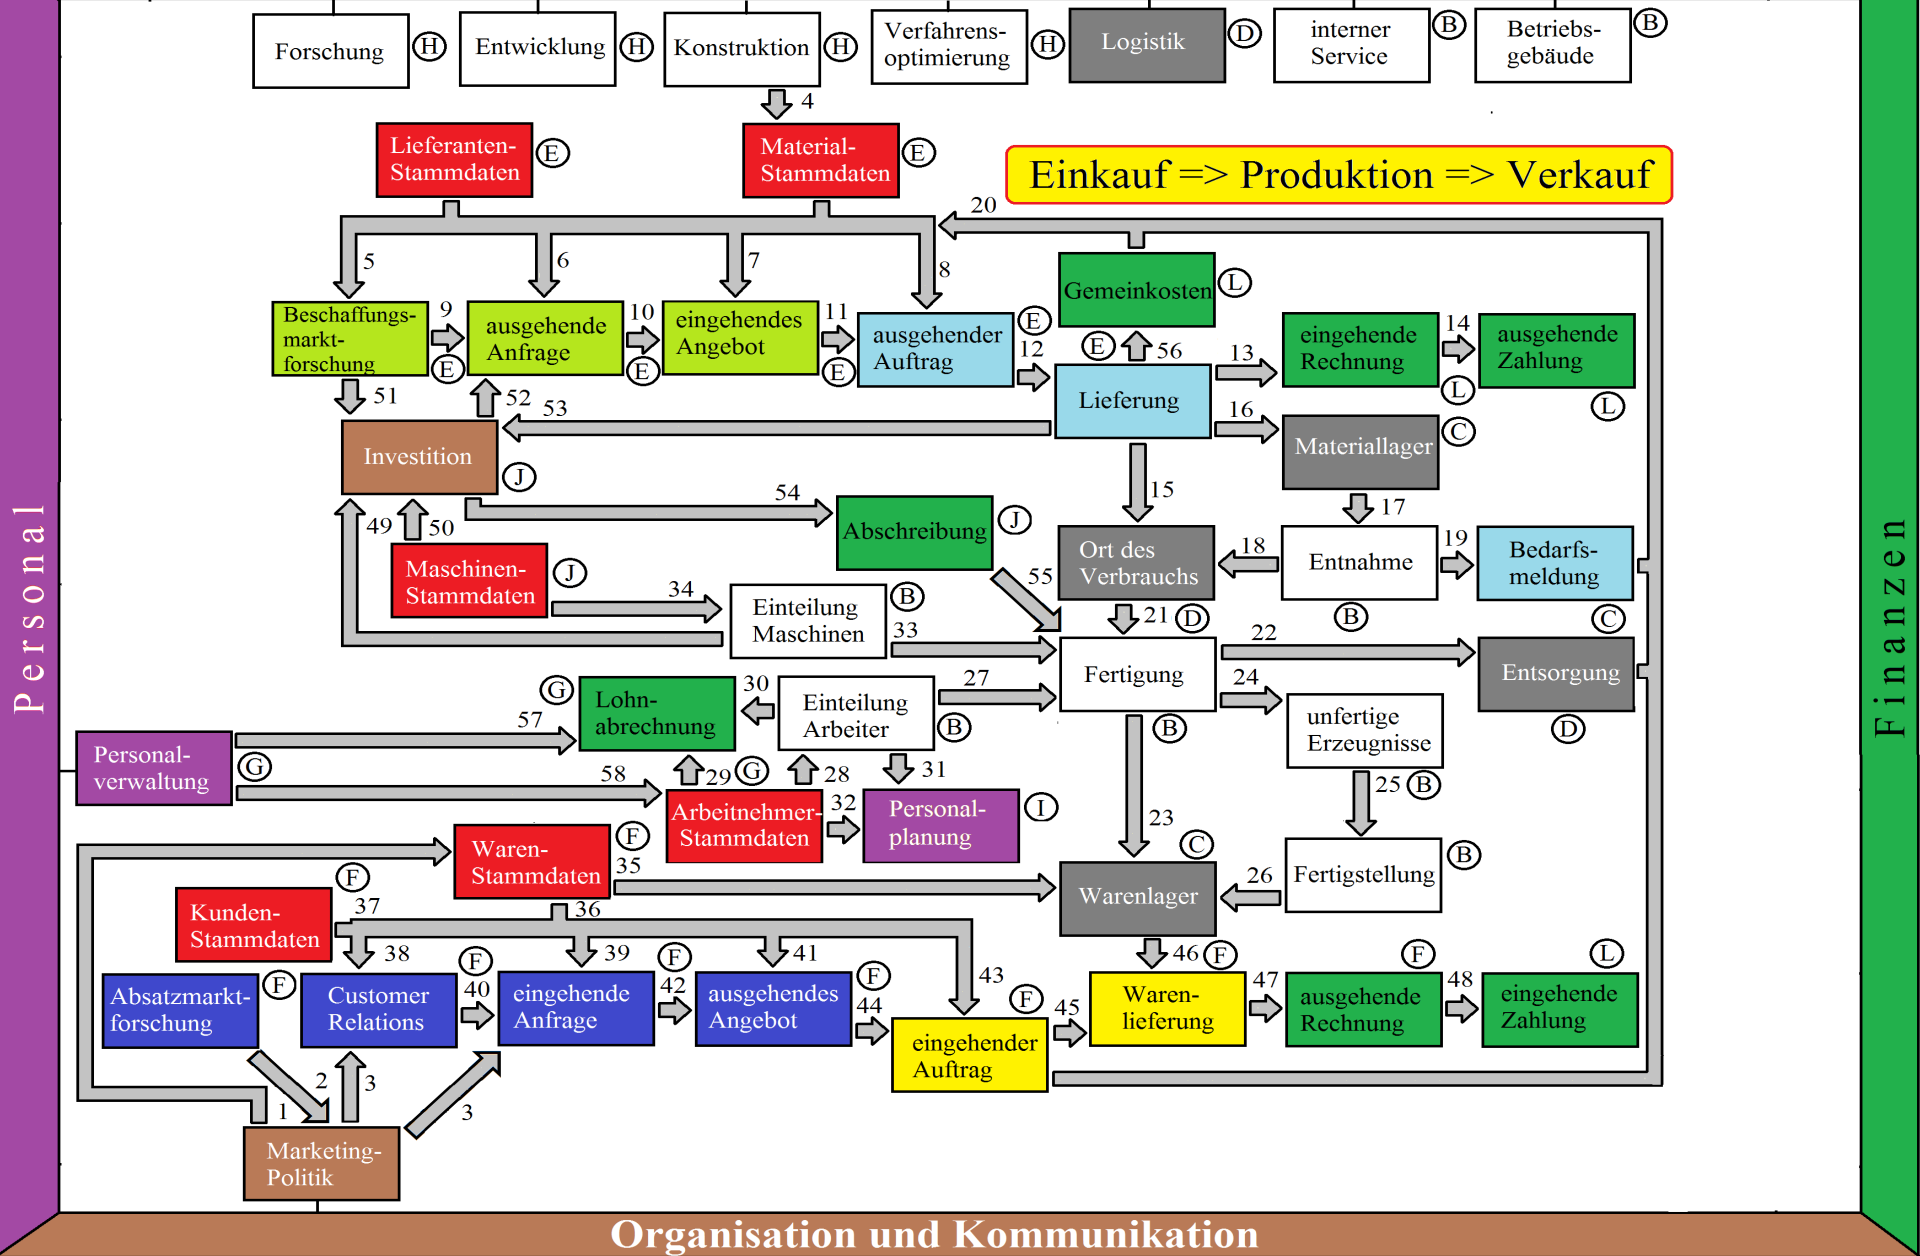 Forschung
H
Entwicklung
H
Konstruktion
H
Verfahrens-
optimierung
H
Logistik
D
interner
Service
B
Betriebs-
gebäude
B
4
Lieferanten-
Stammdaten
E
Material-
Stammdaten
E
Einkauf => Produktion => Verkauf
20
5
6
7
8
Gemeinkosten
L
Beschaffungs-
markt-
forschung
9
E
ausgehende
Anfrage
10
E
eingehendes
Angebot
11
E
ausgehender
Auftrag
E
12
E
56
Lieferung
13
eingehende
Rechnung
14
L
ausgehende
Zahlung
L
51
52
53
16
Materiallager
C
Investition
J
15
17
54
49
50
Abschreibung
J
Ort des
Verbrauchs
18
Entnahme
B
19
Bedarfs-
meldung
C
Maschinen-
Stammdaten
J
34
Einteilung
Maschinen
B
55
21
D
33
Fertigung
B
22
Entsorgung
D
G
Lohn-
abrechnung
30
Einteilung
Arbeiter
B
27
24
unfertige
Erzeugnisse
57
Personal-
verwaltung
G
58
29
G
28
31
25
B
Arbeitnehmer-
Stammdaten
32
Personal-
planung
I
23
Waren-
Stammdaten
F
35
C
Warenlager
26
Fertigstellung
B
Kunden-
Stammdaten
F
37
36
38
39
41
43
46
F
Absatzmarkt-
forschung
F
Customer
Relations
F
40
eingehende
Anfrage
F
42
ausgehendes
Angebot
F
44
eingehender
Auftrag
F
45
Waren-
lieferung
47
ausgehende
Rechnung
F
48
eingehende
Zahlung
L
1
2
3
3
Marketing-
Politik
Personal
Finanzen
Organisation und Kommunikation